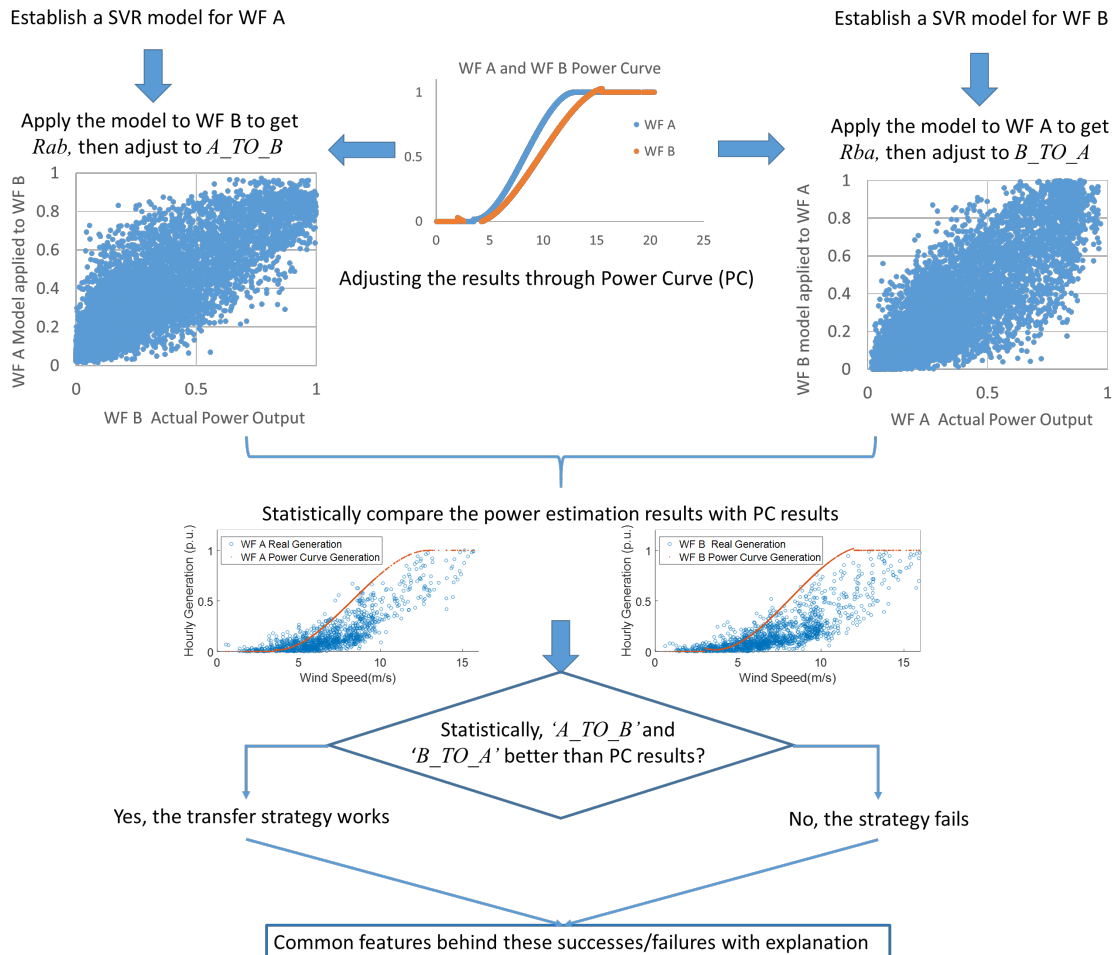 Establish a SVR model for WF A
Establish a SVR model for WF B
WF A and WF B Power Curve
1
0.5
0
0
5
10
15
20
25
WF A
WF B
Adjusting the results through Power Curve (PC)
Apply the model to WF B to get
Rab, then adjust to A_TO_B
WF A Model applied to WF B
1
0.8
0.6
0.4
0.2
0
0
0.5
1
WF B Actual Power Output
Apply the model to WF A to get
Rba, then adjust to B_TO_A
WF B model applied to WF A
1
0.8
0.6
0.4
0.2
0
0
0.5
1
WF A Actual Power Output
Statistically compare the power estimation results with PC results
Hourly Generation (p.u.)
1
0.5
0
WF A Real Generation
WF A Power Curve Generation
0
5
10
15
Wind Speed(m/s)
Hourly Generation (p.u.)
1
0.5
0
WF B Real Generation
WF B Power Curve Generation
0
5
10
15
Wind Speed(m/s)
Statistically, ‘A_TO_B’ and
‘B_TO_A’ better than PC results?
Yes, the transfer strategy works
No, the strategy fails
Common features behind these successes/failures with explanation